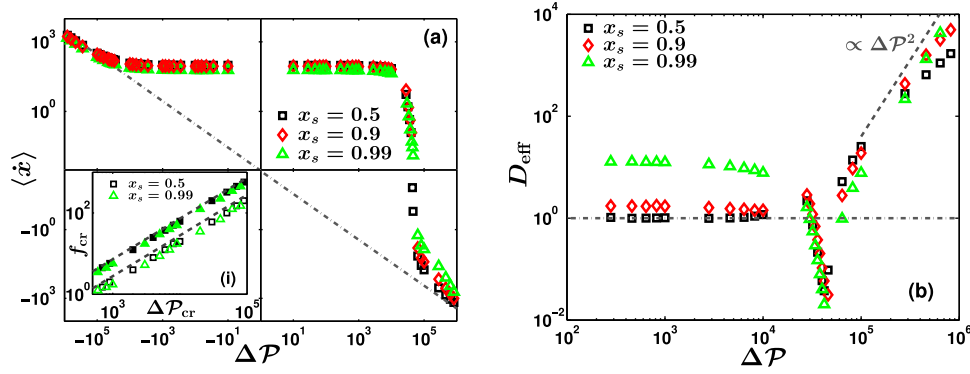 (a)
10^3
10^0
-10^0
-10^3
⟨ẋ⟩
x_s = 0.5
x_s = 0.9
x_s = 0.99
x_s = 0.5
x_s = 0.99
10^2
10^0
f_cr
(i)
10^3 ΔP_cr 10^5
-10^5 -10^3 -10^1 10^1 10^3 10^5
ΔP
10^4
10^2
10^0
10^-2
D_eff
x_s = 0.5
x_s = 0.9
x_s = 0.99
∝ ΔP^2
(b)
10^2 10^3 10^4 10^5 10^6
ΔP